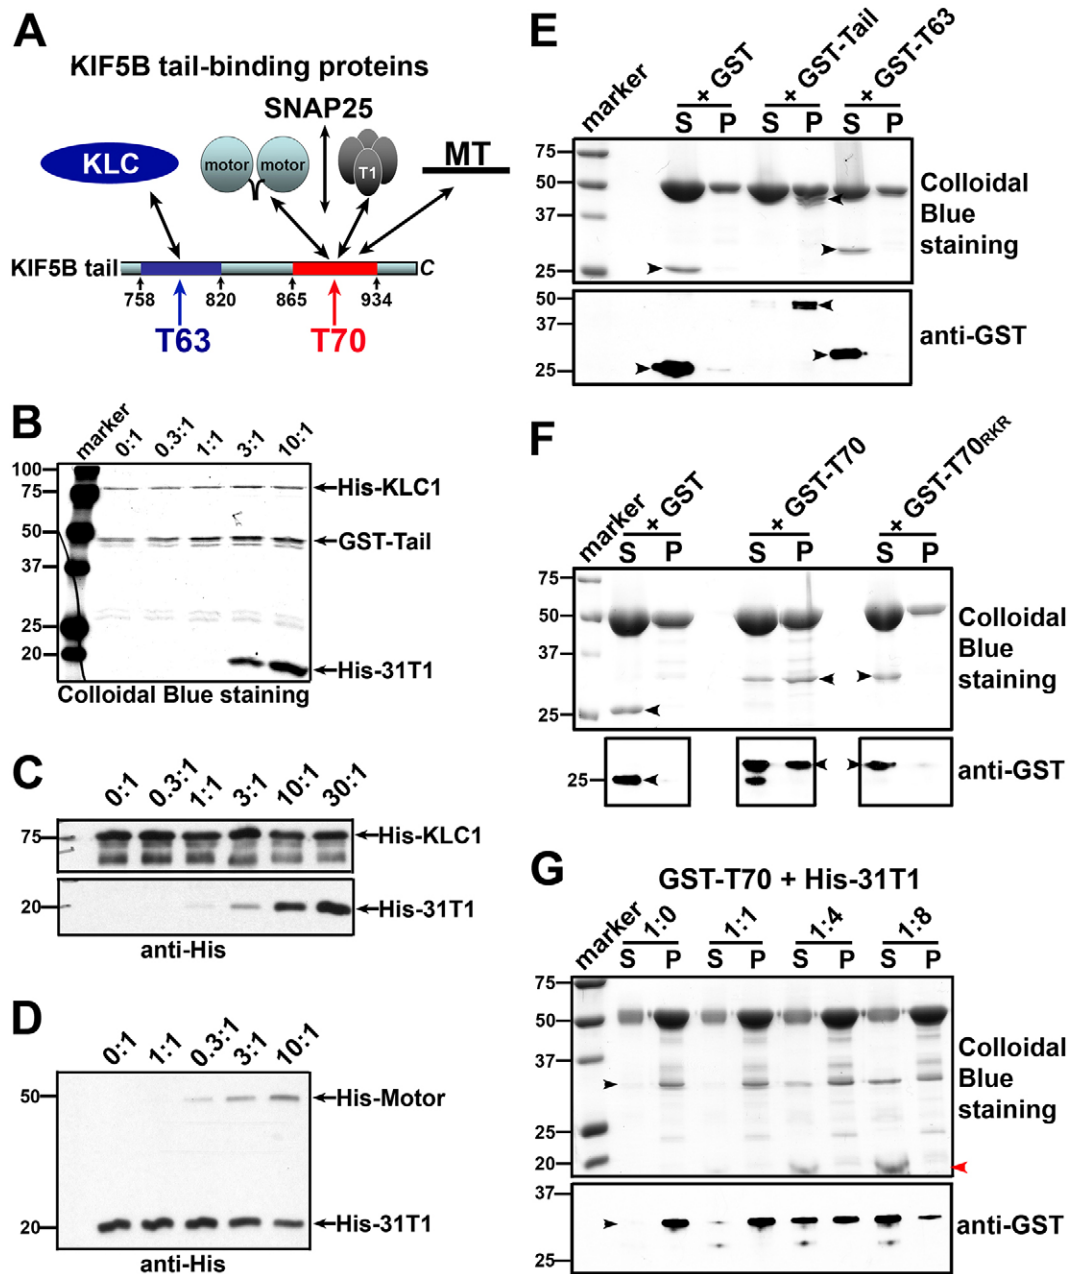 A
KIF5B tail-binding proteins
SNAP25
KLC
motor motor
T1
MT
KIF5B tail
C
758 820 865 934
T63 T70
B
marker 0:1 0.3:1 1:1 3:1 10:1
100
75
50
37
25
20
His-KLC1
GST-Tail
His-31T1
Colloidal Blue staining
C
0:1 0.3:1 1:1 3:1 10:1 30:1
75
His-KLC1
20
His-31T1
anti-His
D
0:1 1:1 0.3:1 3:1 10:1
50
His-Motor
20
His-31T1
anti-His
E
marker + GST + GST-Tail + GST-T63
S P S P S P
75
50
37
25
Colloidal
Blue
staining
50
37
25
anti-GST
F
marker + GST + GST-T70 + GST-T70RKR
S P S P S P
75
50
37
25
Colloidal
Blue
staining
25
anti-GST
G
GST-T70 + His-31T1
marker 1:0 1:1 1:4 1:8
S P S P S P S P
75
50
37
25
20
Colloidal
Blue
staining
37
25
anti-GST